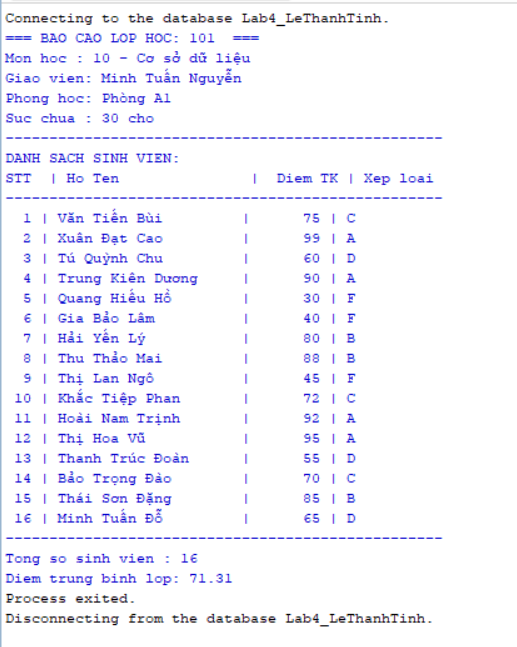 Connecting to the database Lab4_LeThanhTinh.
=== BAO CAO LOP HOC: 101  ===
Mon hoc : 10 - Cơ sở dữ liệu
Giao vien: Minh Tuấn Nguyễn
Phong hoc: Phòng A1
Suc chua : 30 cho
------------------------------------------------
DANH SACH SINH VIEN:
STT  | Ho Ten               |  Diem TK | Xep loai
------------------------------------------------
1 | Văn Tiến Bùi         |      75 | C
2 | Xuân Đạt Cao         |      99 | A
3 | Tú Quỳnh Chu         |      60 | D
4 | Trung Kiên Dương     |      90 | A
5 | Quang Hiếu Hồ        |      30 | F
6 | Gia Bảo Lâm          |      40 | F
7 | Hải Yến Lý           |      80 | B
8 | Thu Thảo Mai         |      88 | B
9 | Thị Lan Ngô          |      45 | F
10 | Khắc Tiệp Phan       |      72 | C
11 | Hoài Nam Trịnh       |      92 | A
12 | Thị Hoa Vũ           |      95 | A
13 | Thanh Trúc Đoàn      |      55 | D
14 | Bảo Trọng Đào        |      70 | C
15 | Thái Sơn Đặng        |      85 | B
16 | Minh Tuấn Đỗ         |      65 | D
------------------------------------------------
Tong so sinh vien : 16
Diem trung binh lop: 71.31
Process exited.
Disconnecting from the database Lab4_LeThanhTinh.